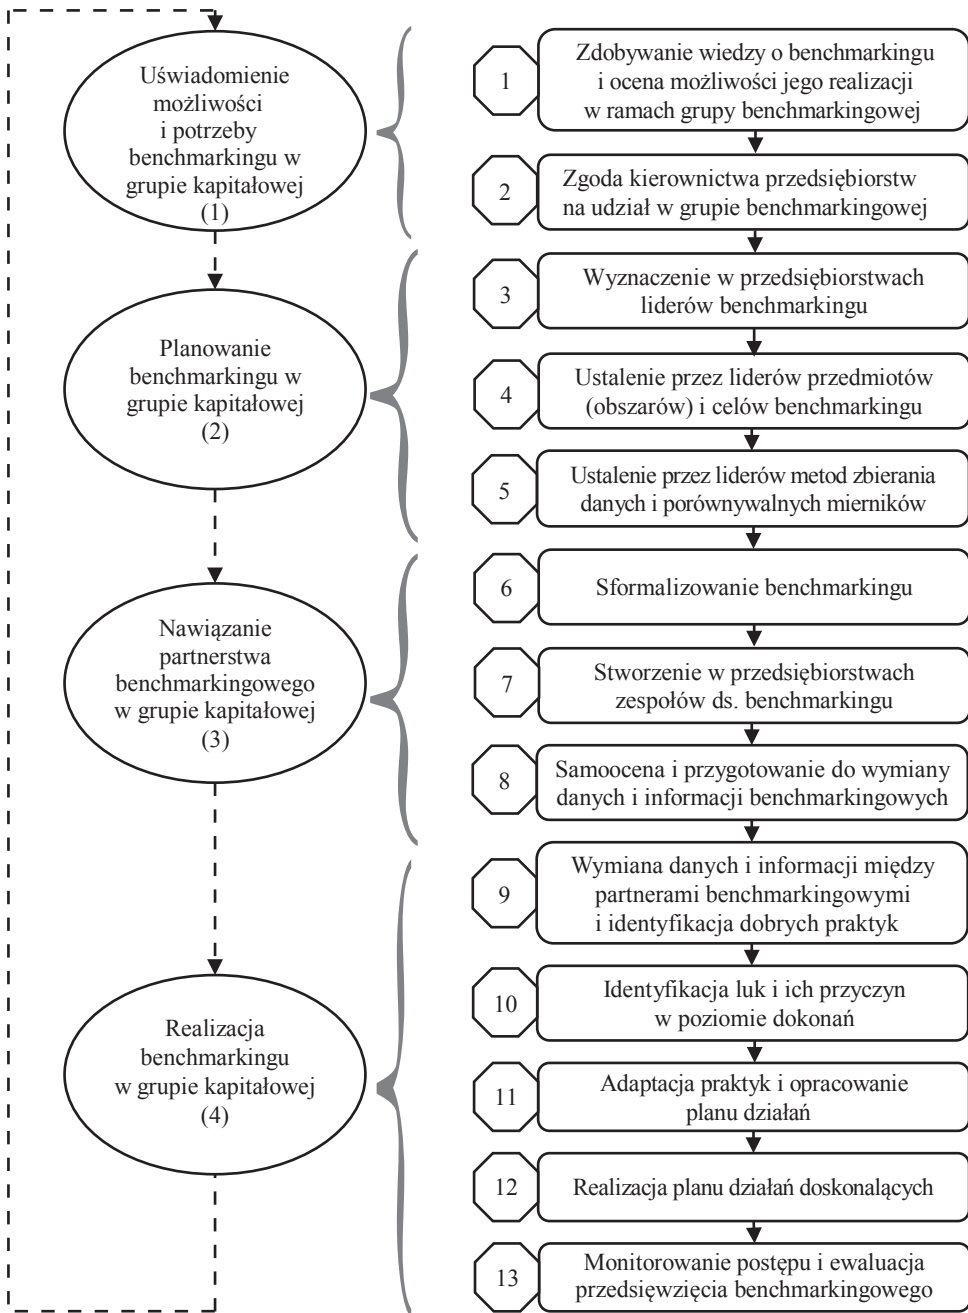 Uświadomienie
możliwości
i potrzeby
benchmarkingu w
grupie kapitałowej
(1)
Planowanie
benchmarkingu w
grupie kapitałowej
(2)
Nawiązanie
partnerstwa
benchmarkingowego
w grupie kapitałowej
(3)
Realizacja
benchmarkingu
w grupie kapitałowej
(4)
1
Zdobywanie wiedzy o benchmarkingu
i ocena możliwości jego realizacji
w ramach grupy benchmarkingowej
2
Zgoda kierownictwa przedsiębiorstw
na udział w grupie benchmarkingowej
3
Wyznaczenie w przedsiębiorstwach
liderów benchmarkingu
4
Ustalenie przez liderów przedmiotów
(obszarów) i celów benchmarkingu
5
Ustalenie przez liderów metod zbierania
danych i porównywalnych mierników
6
Sformalizowanie benchmarkingu
7
Stworzenie w przedsiębiorstwach
zespołów ds. benchmarkingu
8
Samoocena i przygotowanie do wymiany
danych i informacji benchmarkingowych
9
Wymiana danych i informacji między
partnerami benchmarkingowymi
i identyfikacja dobrych praktyk
10
Identyfikacja luk i ich przyczyn
w poziomie dokonań
11
Adaptacja praktyk i opracowanie
planu działań
12
Realizacja planu działań doskonalących
13
Monitorowanie postępu i ewaluacja
przedsięwzięcia benchmarkingowego